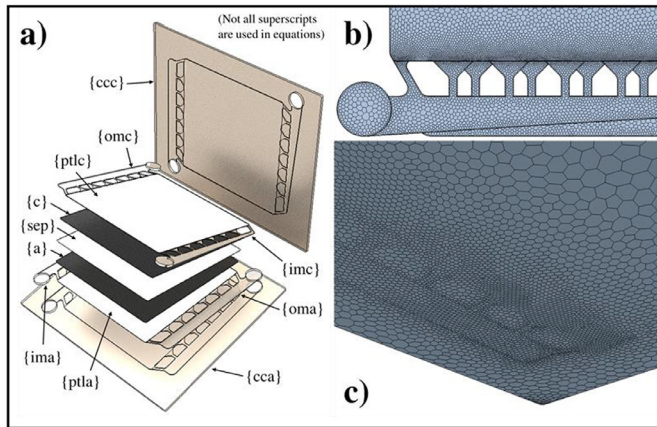 a)
(Not all superscripts
are used in equations)
b)
{ccc}
{omc}
{ptlc}
{c}
{sep}
{a}
{imc}
{oma}
{ima}
{ptla}
{cca}
c)